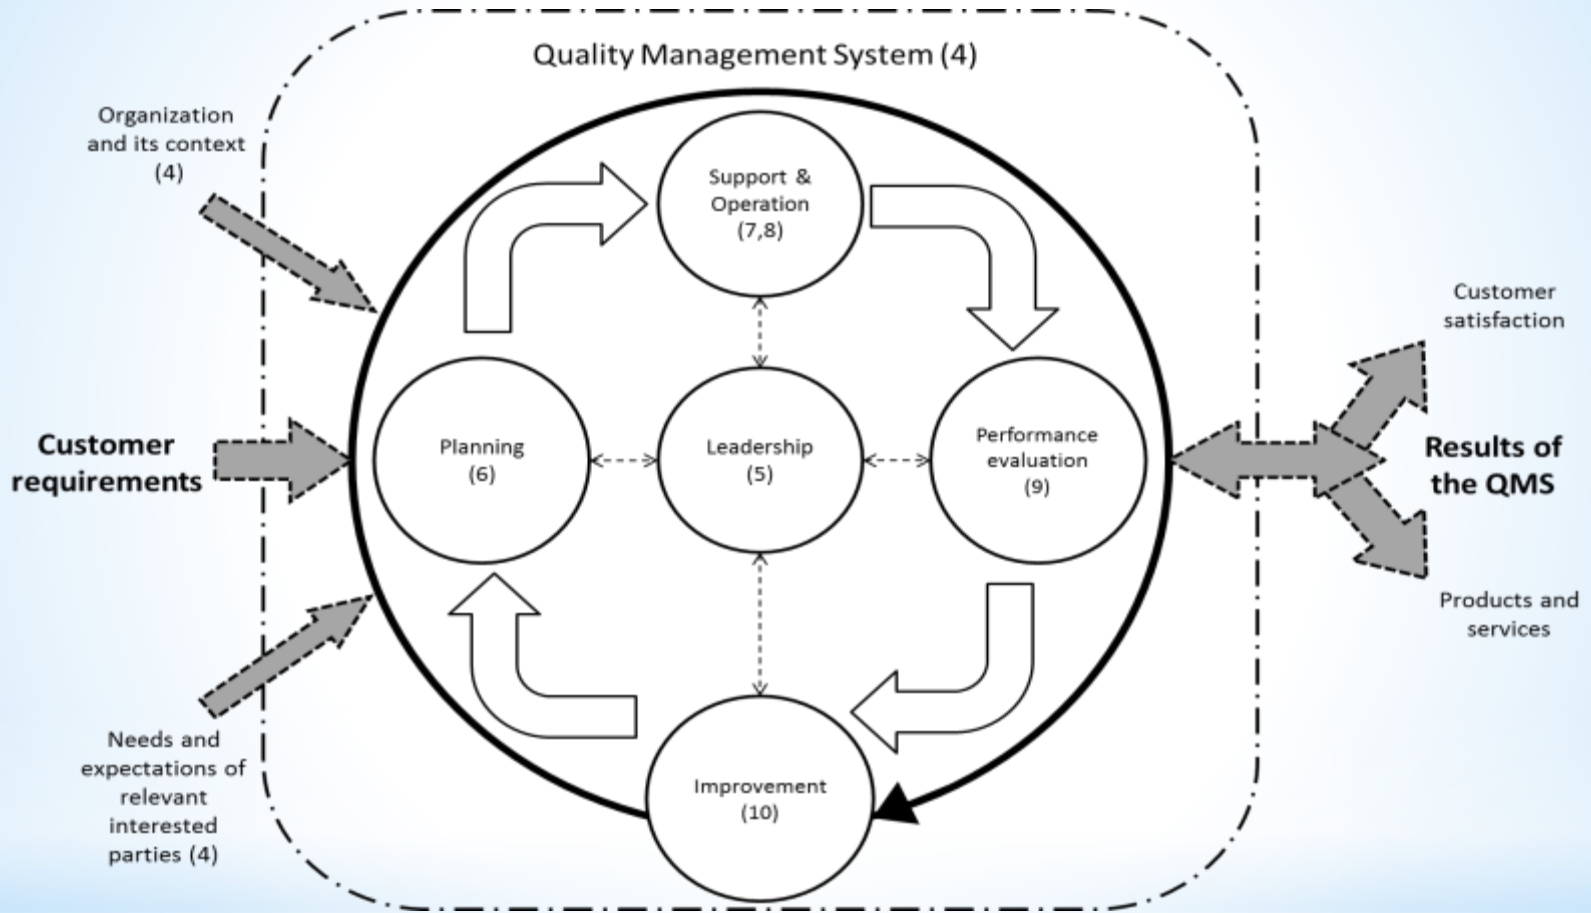 Quality Management System (4)
Organization
and its context
(4)
Support &
Operation
(7,8)
Customer
satisfaction
Customer
requirements
Planning
(6)
Leadership
(5)
Performance
evaluation
(9)
Results of
the QMS
Products and
services
Needs and
expectations of
relevant
interested
parties (4)
Improvement
(10)